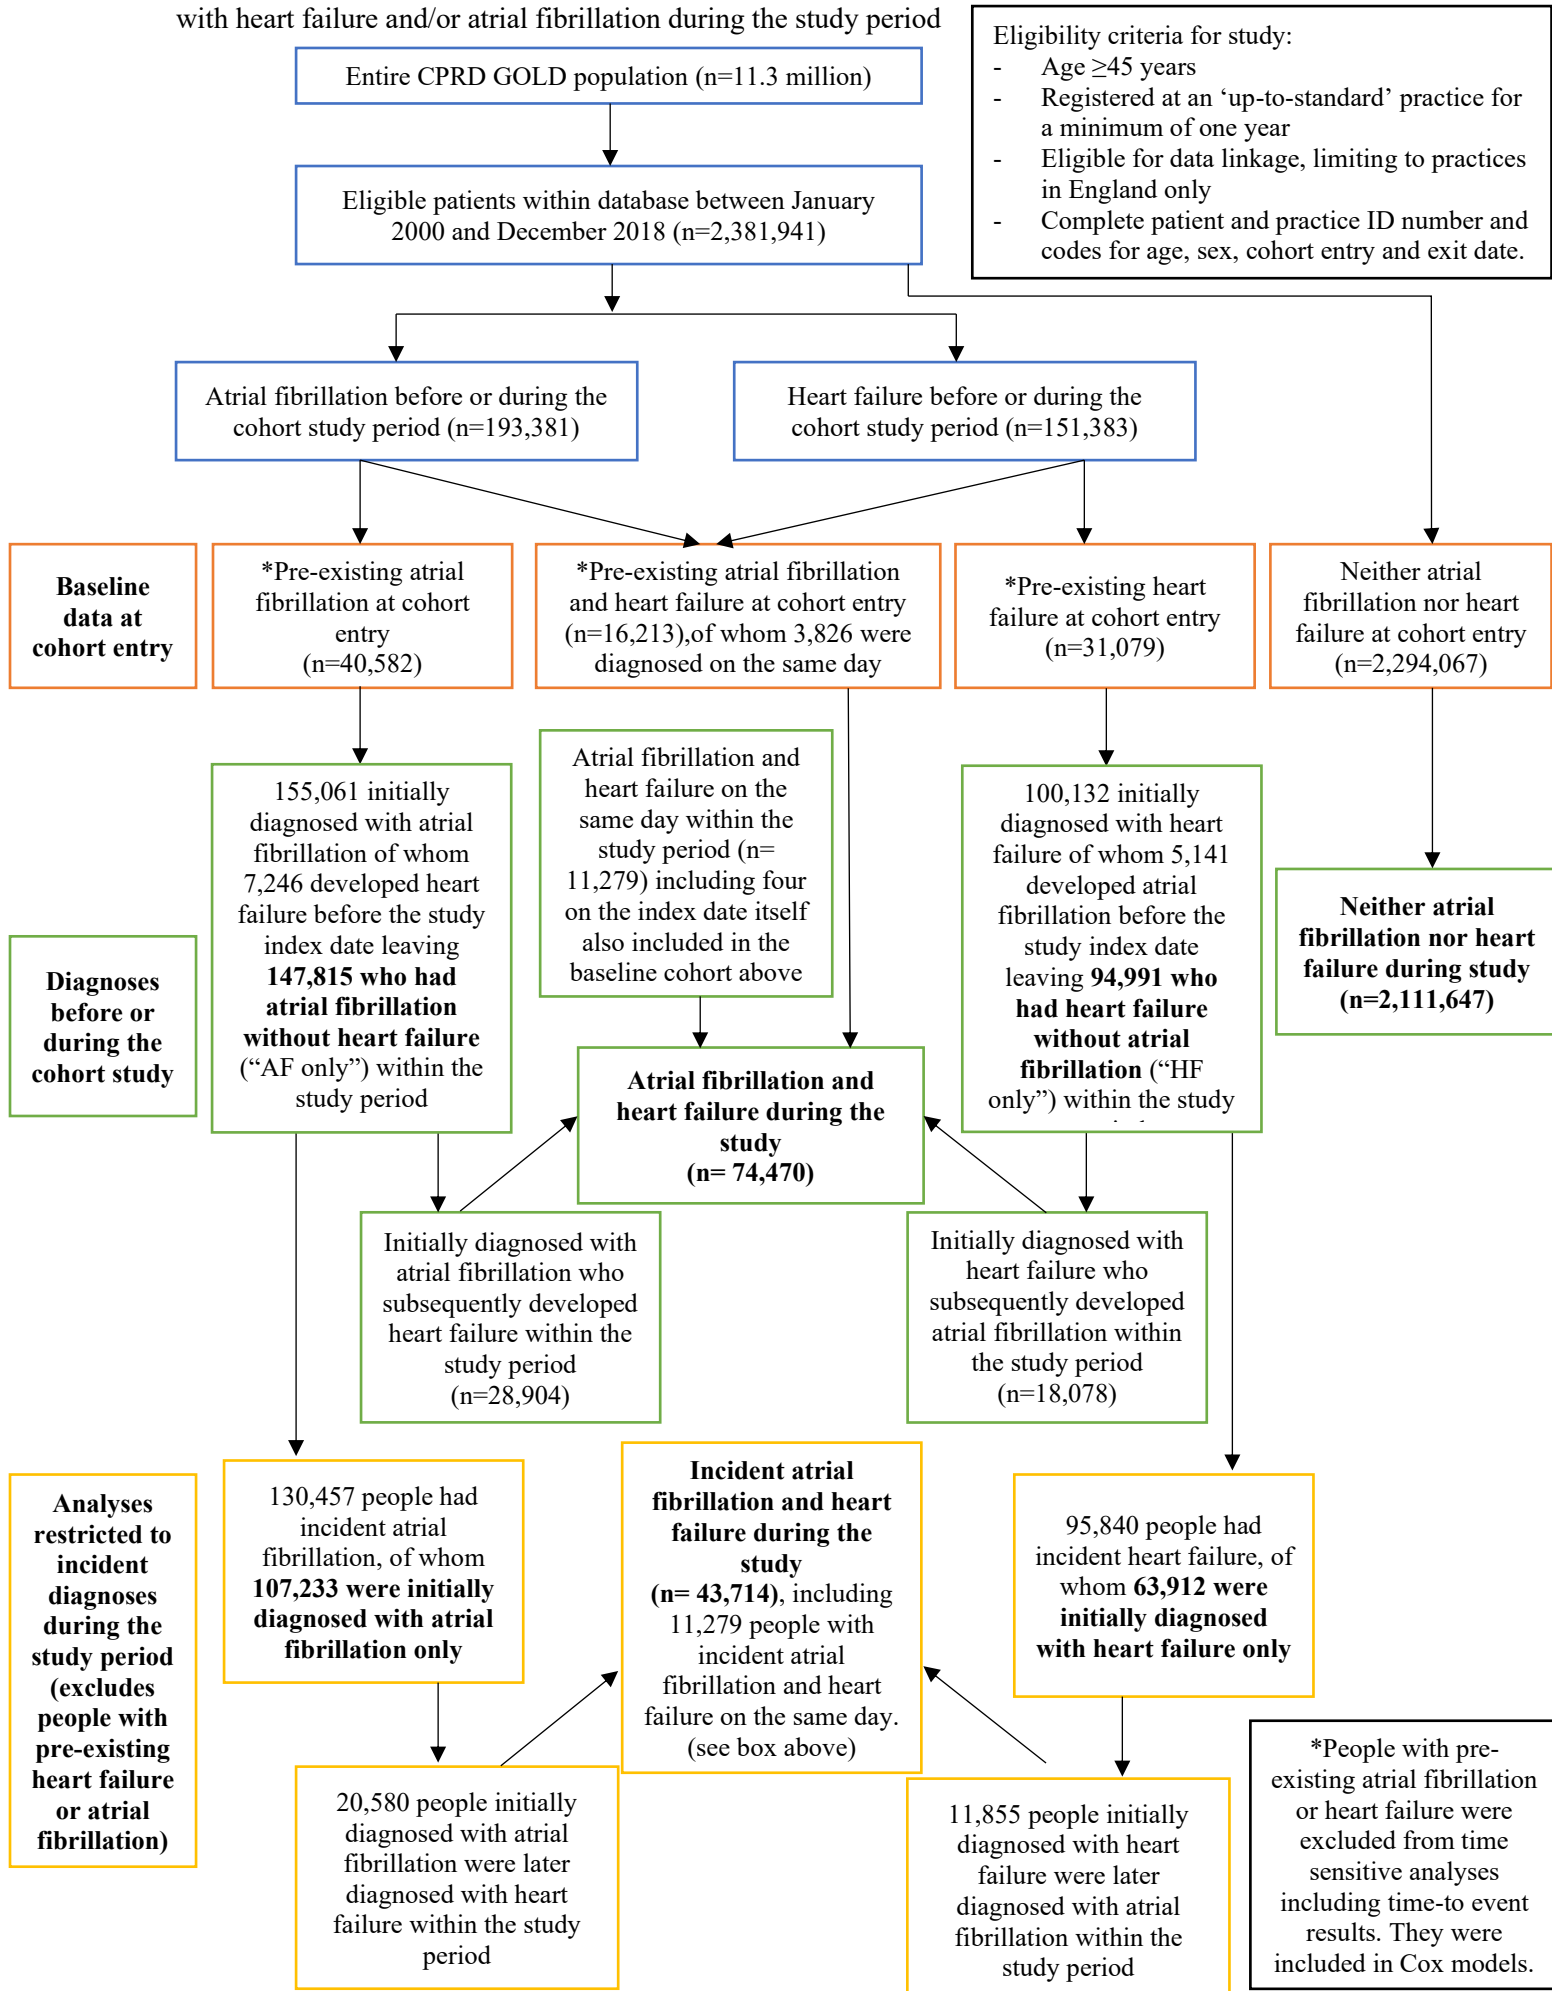 with heart failure and/or atrial fibrillation during the study period
Entire CPRD GOLD population (n=11.3 million)
Eligibility criteria for study:
- Age ≥45 years
- Registered at an ‘up-to-standard’ practice for
a minimum of one year
- Eligible for data linkage, limiting to practices
in England only
- Complete patient and practice ID number and
codes for age, sex, cohort entry and exit date.
Eligible patients within database between January
2000 and December 2018 (n=2,381,941)
Atrial fibrillation before or during the
cohort study period (n=193,381)
Heart failure before or during the
cohort study period (n=151,383)
Baseline
data at
cohort entry
*Pre-existing atrial
fibrillation at cohort
entry
(n=40,582)
*Pre-existing atrial fibrillation
and heart failure at cohort entry
(n=16,213),of whom 3,826 were
diagnosed on the same day
*Pre-existing heart
failure at cohort entry
(n=31,079)
Neither atrial
fibrillation nor heart
failure at cohort entry
(n=2,294,067)
Diagnoses
before or
during the
cohort study
155,061 initially
diagnosed with atrial
fibrillation of whom
7,246 developed heart
failure before the study
index date leaving
147,815 who had
atrial fibrillation
without heart failure
(“AF only”) within the
study period
Atrial fibrillation and
heart failure on the
same day within the
study period (n=
11,279) including four
on the index date itself
also included in the
baseline cohort above
100,132 initially
diagnosed with heart
failure of whom 5,141
developed atrial
fibrillation before the
study index date
leaving 94,991 who
had heart failure
without atrial
fibrillation (“HF
only”) within the study
Neither atrial
fibrillation nor heart
failure during study
(n=2,111,647)
Atrial fibrillation and
heart failure during the
study
(n= 74,470)
Initially diagnosed with
atrial fibrillation who
subsequently developed
heart failure within the
study period
(n=28,904)
Initially diagnosed with
heart failure who
subsequently developed
atrial fibrillation within
the study period
(n=18,078)
Analyses
restricted to
incident
diagnoses
during the
study period
(excludes
people with
pre-existing
heart failure
or atrial
fibrillation)
130,457 people had
incident atrial
fibrillation, of whom
107,233 were initially
diagnosed with atrial
fibrillation only
Incident atrial
fibrillation and heart
failure during the
study
(n= 43,714), including
11,279 people with
incident atrial
fibrillation and heart
failure on the same day.
(see box above)
95,840 people had
incident heart failure, of
whom 63,912 were
initially diagnosed
with heart failure only
20,580 people initially
diagnosed with atrial
fibrillation were later
diagnosed with heart
failure within the study
period
11,855 people initially
diagnosed with heart
failure were later
diagnosed with atrial
fibrillation within the
study period
*People with pre-
existing atrial fibrillation
or heart failure were
excluded from time
sensitive analyses
including time-to event
results. They were
included in Cox models.